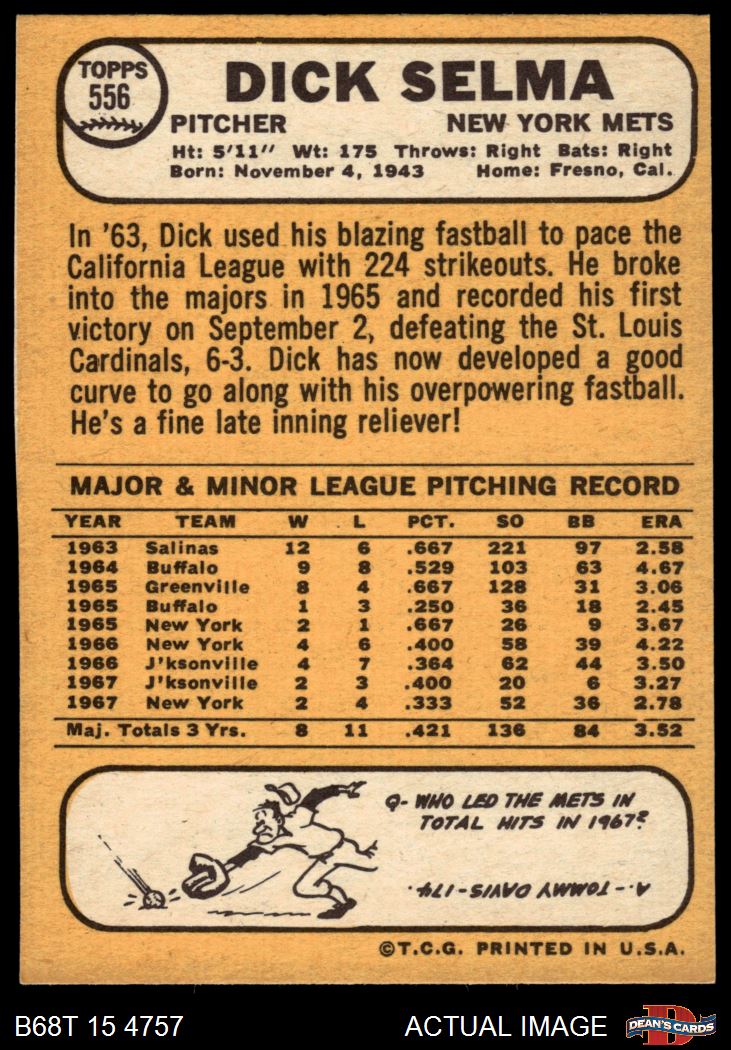 TOPPS
556
DICK SELMA
PITCHER NEW YORK METS
Ht: 5'11" Wt: 175 Throws: Right Bats: Right
Born: November 4, 1943 Home: Fresno, Cal.
In '63, Dick used his blazing fastball to pace the
California League with 224 strikeouts. He broke
into the majors in 1965 and recorded his first
victory on September 2, defeating the St. Louis
Cardinals, 6-3. Dick has now developed a good
curve to go along with his overpowering fastball.
He's a fine late inning reliever!
MAJOR & MINOR LEAGUE PITCHING RECORD
YEAR TEAM W L PCT. SO BB ERA
1963 Salinas 12 6 .667 221 97 2.58
1964 Buffalo 9 8 .529 103 63 4.67
1965 Greenville 8 4 .667 128 31 3.06
1965 Buffalo 1 3 .250 36 18 2.45
1965 New York 2 1 .667 26 9 3.67
1966 New York 4 6 .400 58 39 4.22
1966 J'ksonville 4 7 .364 62 44 3.50
1967 J'ksonville 2 3 .400 20 6 3.27
1967 New York 2 4 .333 52 36 2.78
Maj. Totals 3 Yrs. 8 11 .421 136 84 3.52
Q- WHO LED THE METS IN
TOTAL HITS IN 1967?
A-- TOMMY DAVIS-174.
©T.C.G. PRINTED IN U.S.A.
B68T 15 4757 ACTUAL IMAGE DEAN'S CARDS